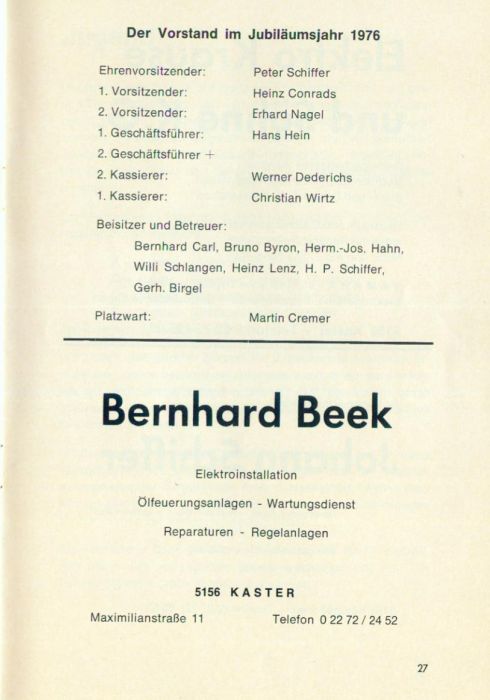 Der Vorstand im Jubiläumsjahr 1976
Ehrenvorsitzender: Peter Schiffer
1. Vorsitzender: Heinz Conrads
2. Vorsitzender: Erhard Nagel
1. Geschäftsführer: Hans Hein
2. Geschäftsführer +
2. Kassierer: Werner Dederichs
1. Kassierer: Christian Wirtz
Beisitzer und Betreuer:
Bernhard Carl, Bruno Byron, Herm.-Jos. Hahn,
Willi Schlangen, Heinz Lenz, H. P. Schiffer,
Gerh. Birgel
Platzwart: Martin Cremer
Bernhard Beek
Elektroinstallation
Ölfeuerungsanlagen - Wartungsdienst
Reparaturen - Regelanlagen
5156 KASTER
Maximilianstraße 11 Telefon 0 22 72 / 24 52
27